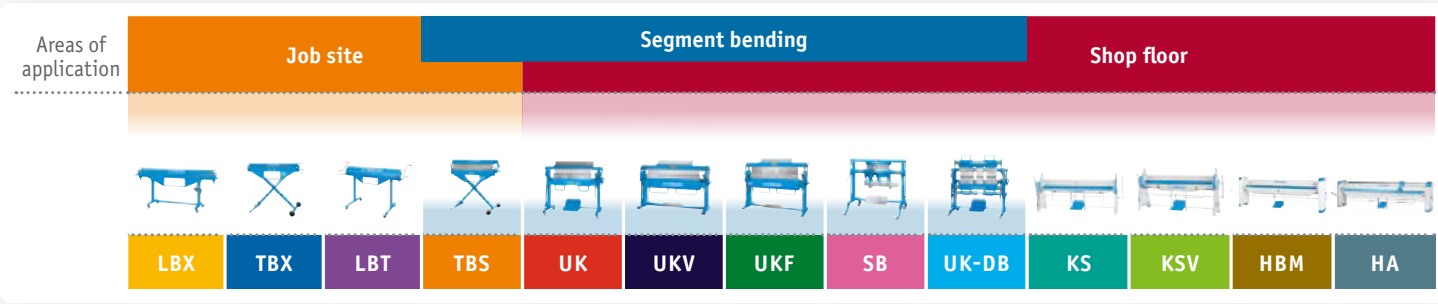 Areas of
application
Job site
Segment bending
Shop floor
LBX
TBX
LBT
TBS
UK
UKV
UKF
SB
UK-DB
KS
KSV
HBM
HA